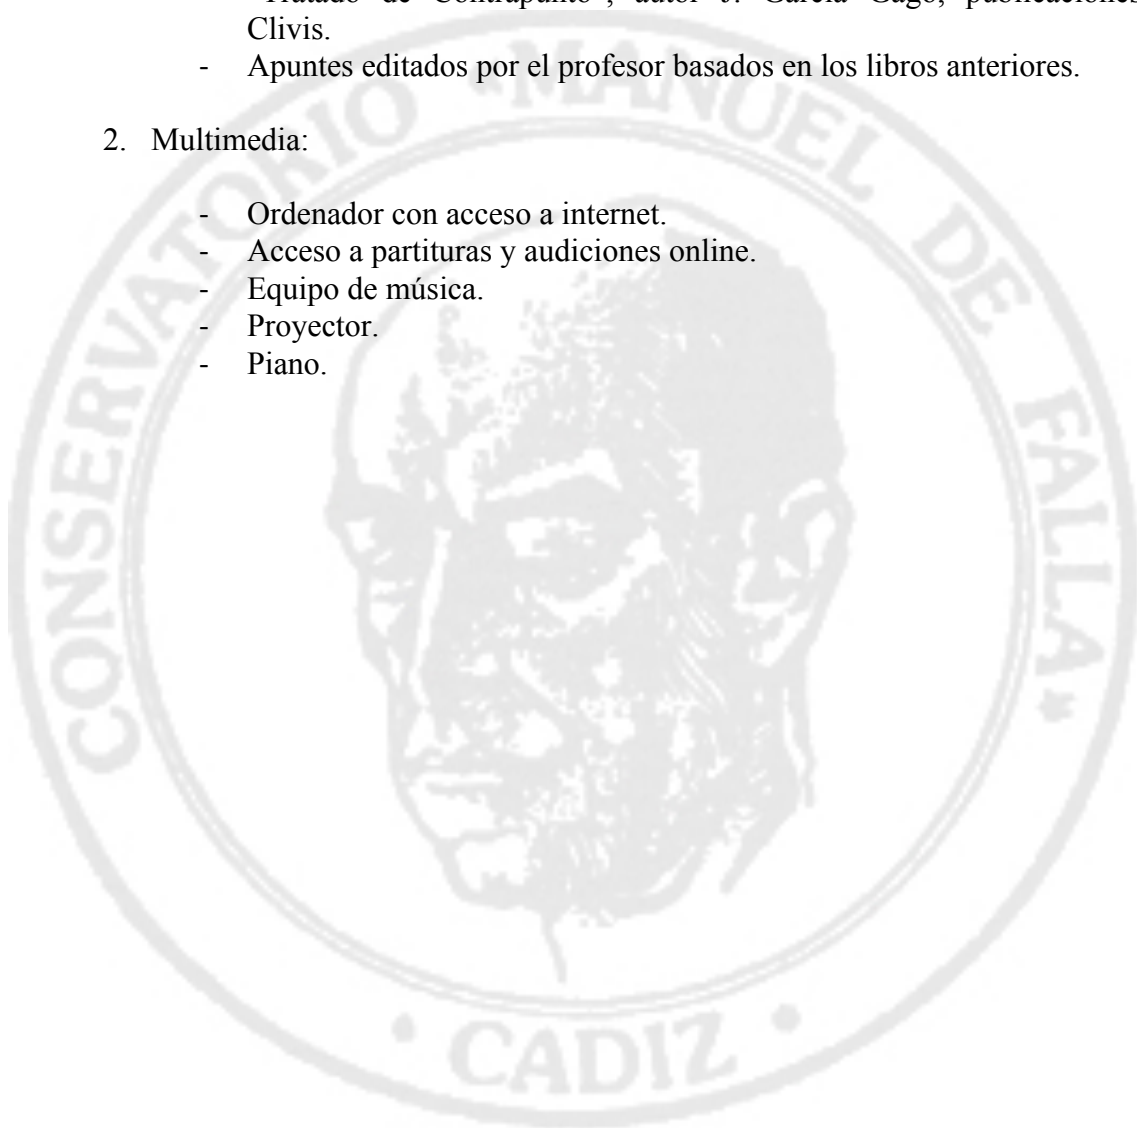 "Tratado de Contrapunto", autor J. García Gago, publicaciones
Clivis.
- Apuntes editados por el profesor basados en los libros anteriores.
2. Multimedia:
- Ordenador con acceso a internet.
- Acceso a partituras y audiciones online.
- Equipo de música.
- Proyector.
- Piano.
CONSERVATORIO «MANUEL DE FALLA»
· CADIZ ·